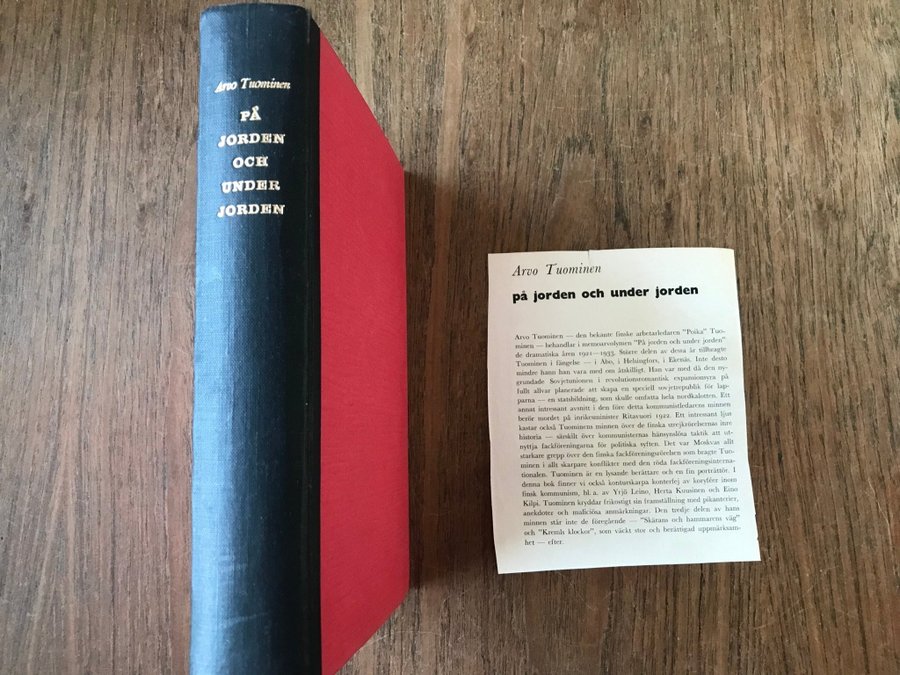 Arvo Tuominen
PÅ
JORDEN
OCH
UNDER
JORDEN
Arvo Tuominen
på jorden och under jorden
Arvo Tuominen — den bekante finske arbetarledaren "Poika" Tuo-
minen — behandlar i memoarvolymen "På jorden och under jorden"
de dramatiska åren 1921—1933. Större delen av dessa år tillbragte
Tuominen i fängelse — i Åbo, i Helsingfors, i Ekenäs. Inte desto
mindre hann han vara med om åtskilligt. Han var med då den ny-
grundade Sovjetunionen i revolutionsromantisk expansionsyra på
fullt allvar planerade att skapa en speciell sovjetrepublik för lap-
parna — en statsbildning, som skulle omfatta hela nordkalotten. Ett
annat intressant avsnitt i den före detta kommunistledarens minnen
berör mordet på inrikesminister Ritavuori 1922. Ett intressant ljus
kastar också Tuominens minnen över de finska strejkrörelsernas inre
historia — särskilt över kommunisternas hänsynslösa taktik att ut-
nyttja fackföreningarna för politiska syften. Det var Moskvas allt
starkare grepp över den finska fackföreningsrörelsen som bragte Tuo-
minen i allt skarpare konflikter med den röda fackföreningsinterna-
tionalen. Tuominen är en lysande berättare och en fin porträttör. I
denna bok finner vi också konturskarpa konterfej av koryféer inom
finsk kommunism, bl. a. av Yrjö Leino, Herta Kuusinen och Eino
Kilpi. Tuominen kryddar frikostigt sin framställning med pikanterier,
anekdoter och maliciösa anmärkningar. Den tredje delen av hans
minnen står inte de föregående — "Skärans och hammarens väg"
och "Kremls klockor", som väckt stor och berättigad uppmärksam-
het — efter.